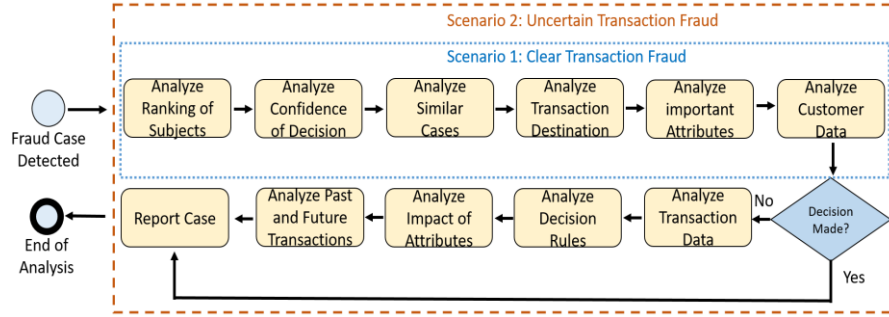 Scenario 2: Uncertain Transaction Fraud
Scenario 1: Clear Transaction Fraud
Fraud Case
Detected
Analyze
Ranking of
Subjects
Analyze
Confidence
of Decision
Analyze
Similar
Cases
Analyze
Transaction
Destination
Analyze
important
Attributes
Analyze
Customer
Data
Decision
Made?
No
Yes
Analyze
Transaction
Data
Analyze
Decision
Rules
Analyze
Impact of
Attributes
Analyze Past
and Future
Transactions
Report Case
End of
Analysis